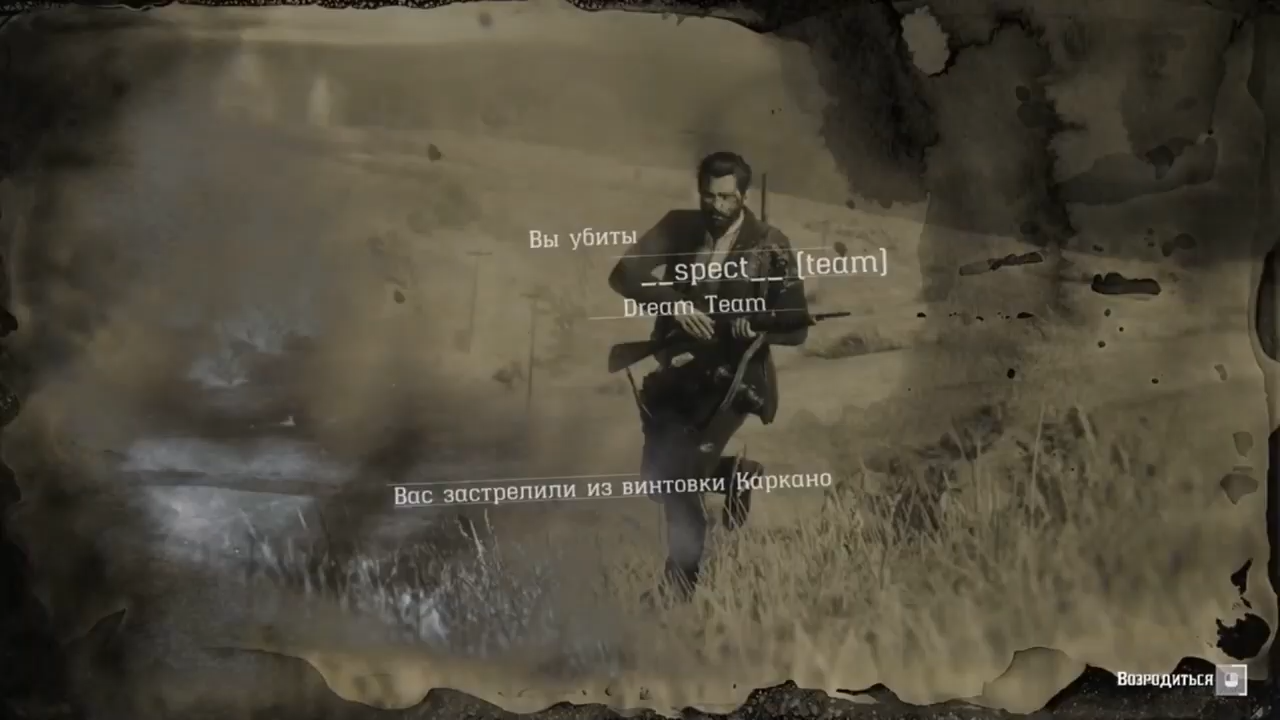 Вы убиты
__spect__ (team)
Dream Team
Вас застрелили из винтовки Каркано
Возродиться